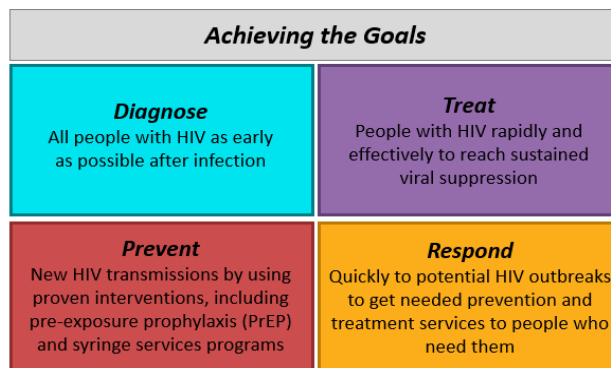 Achieving the Goals
Diagnose
All people with HIV as early
as possible after infection
Treat
People with HIV rapidly and
effectively to reach sustained
viral suppression
Prevent
New HIV transmissions by using
proven interventions, including
pre-exposure prophylaxis (PrEP)
and syringe services programs
Respond
Quickly to potential HIV outbreaks
to get needed prevention and
treatment services to people who
need them